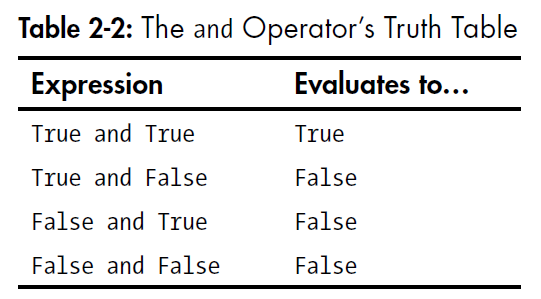 Table 2-2: The and Operator’s Truth Table
Expression Evaluates to…
True and True True
True and False False
False and True False
False and False False